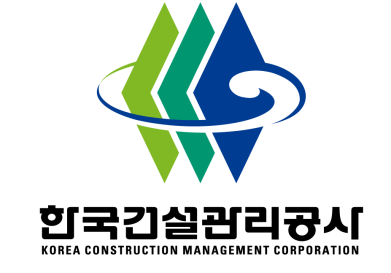 한국건설관리공사
KOREA CONSTRUCTION MANAGEMENT CORPORATION